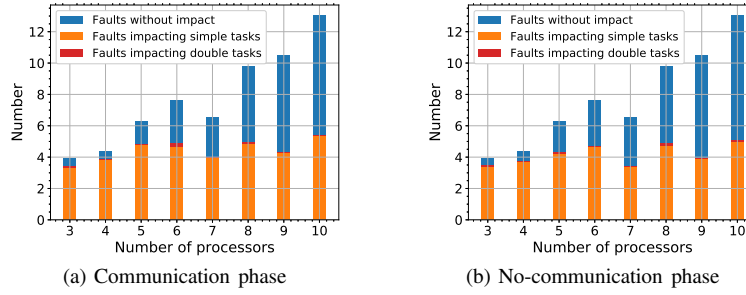 Faults without impact
Faults impacting simple tasks
Faults impacting double tasks
Number
12
10
8
6
4
2
0
3 4 5 6 7 8 9 10
Number of processors
(a) Communication phase
Faults without impact
Faults impacting simple tasks
Faults impacting double tasks
Number
12
10
8
6
4
2
0
3 4 5 6 7 8 9 10
Number of processors
(b) No-communication phase